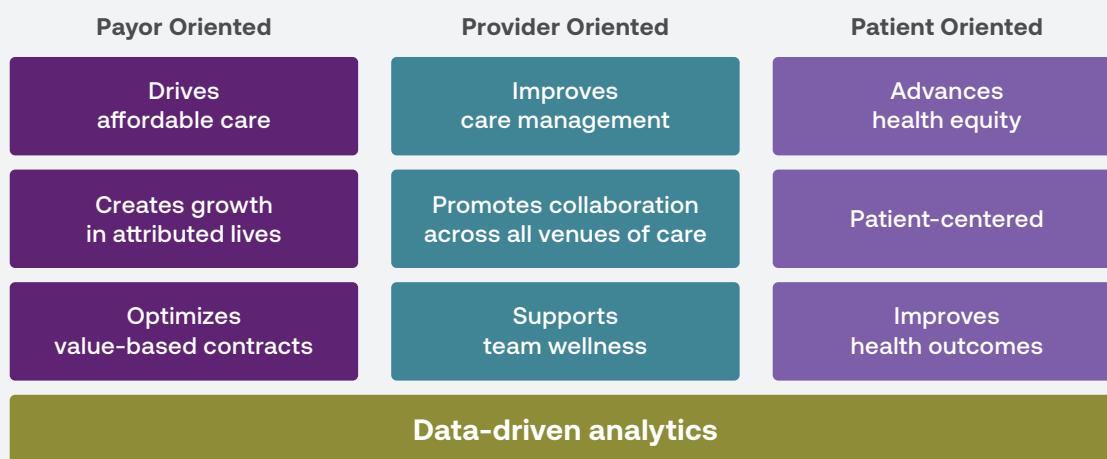 Payor Oriented
Provider Oriented
Patient Oriented
Drives
affordable care
Improves
care management
Advances
health equity
Creates growth
in attributed lives
Promotes collaboration
across all venues of care
Patient-centered
Optimizes
value-based contracts
Supports
team wellness
Improves
health outcomes
Data-driven analytics